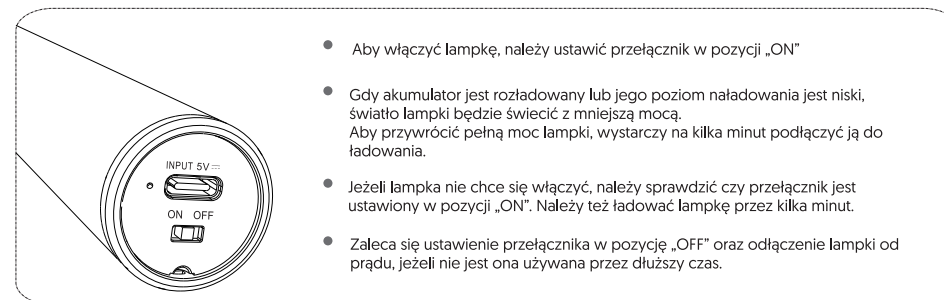 INPUT 5V ⎓
ON OFF
Aby włączyć lampkę, należy ustawić przełącznik w pozycji „ON”
Gdy akumulator jest rozładowany lub jego poziom naładowania jest niski,
światło lampki będzie świecić z mniejszą mocą.
Aby przywrócić pełną moc lampki, wystarczy na kilka minut podłączyć ją do
ładowania.
Jeżeli lampka nie chce się włączyć, należy sprawdzić czy przełącznik jest
ustawiony w pozycji „ON”. Należy też ładować lampkę przez kilka minut.
Zaleca się ustawienie przełącznika w pozycję „OFF” oraz odłączenie lampki od
prądu, jeżeli nie jest ona używana przez dłuższy czas.